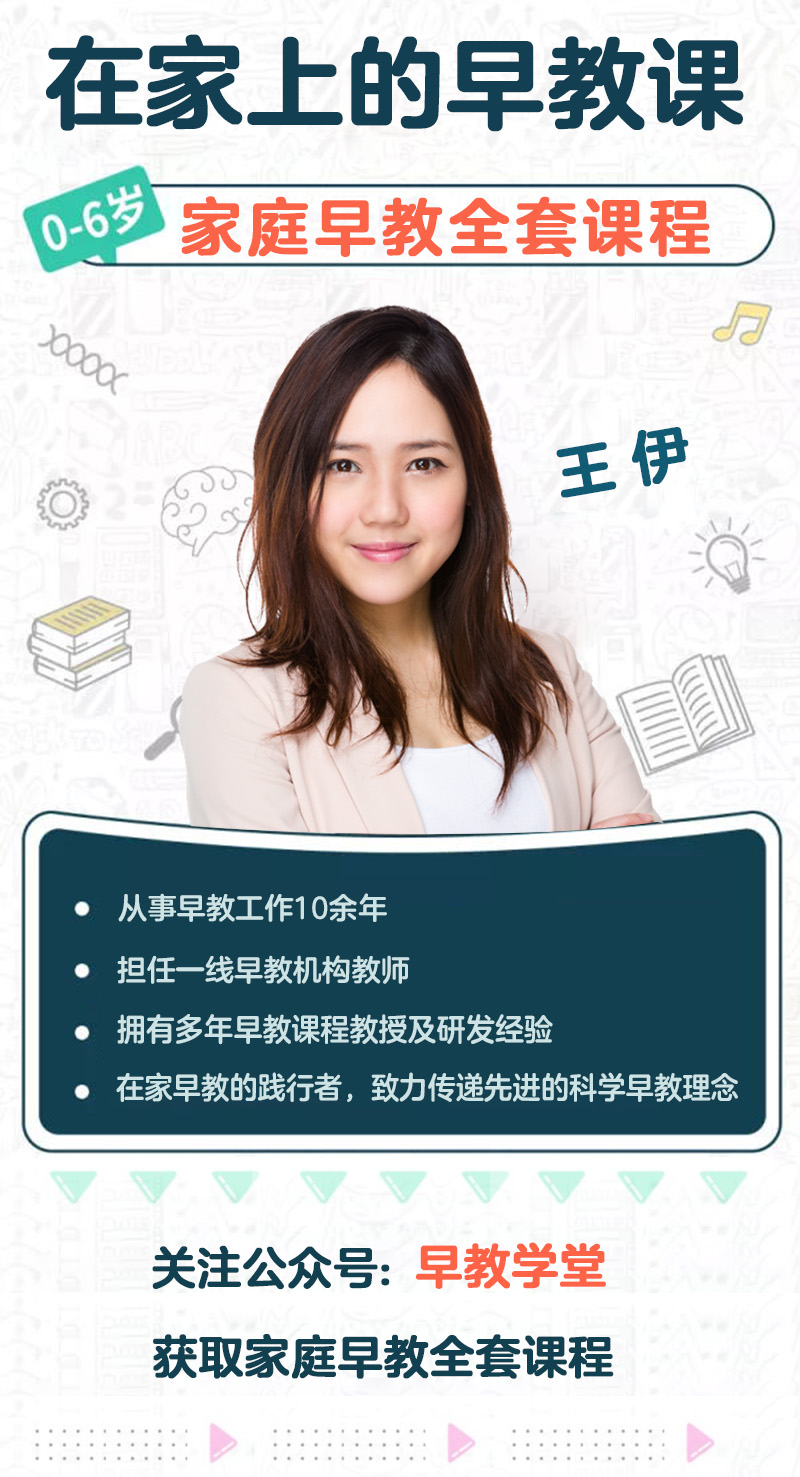 在家上的早教课
0-6岁
家庭早教全套课程
王伊
从事早教工作10余年
担任一线早教机构教师
拥有多年早教课程教授及研发经验
在家早教的践行者，致力传递先进的科学早教理念
关注公众号：早教学堂
获取家庭早教全套课程